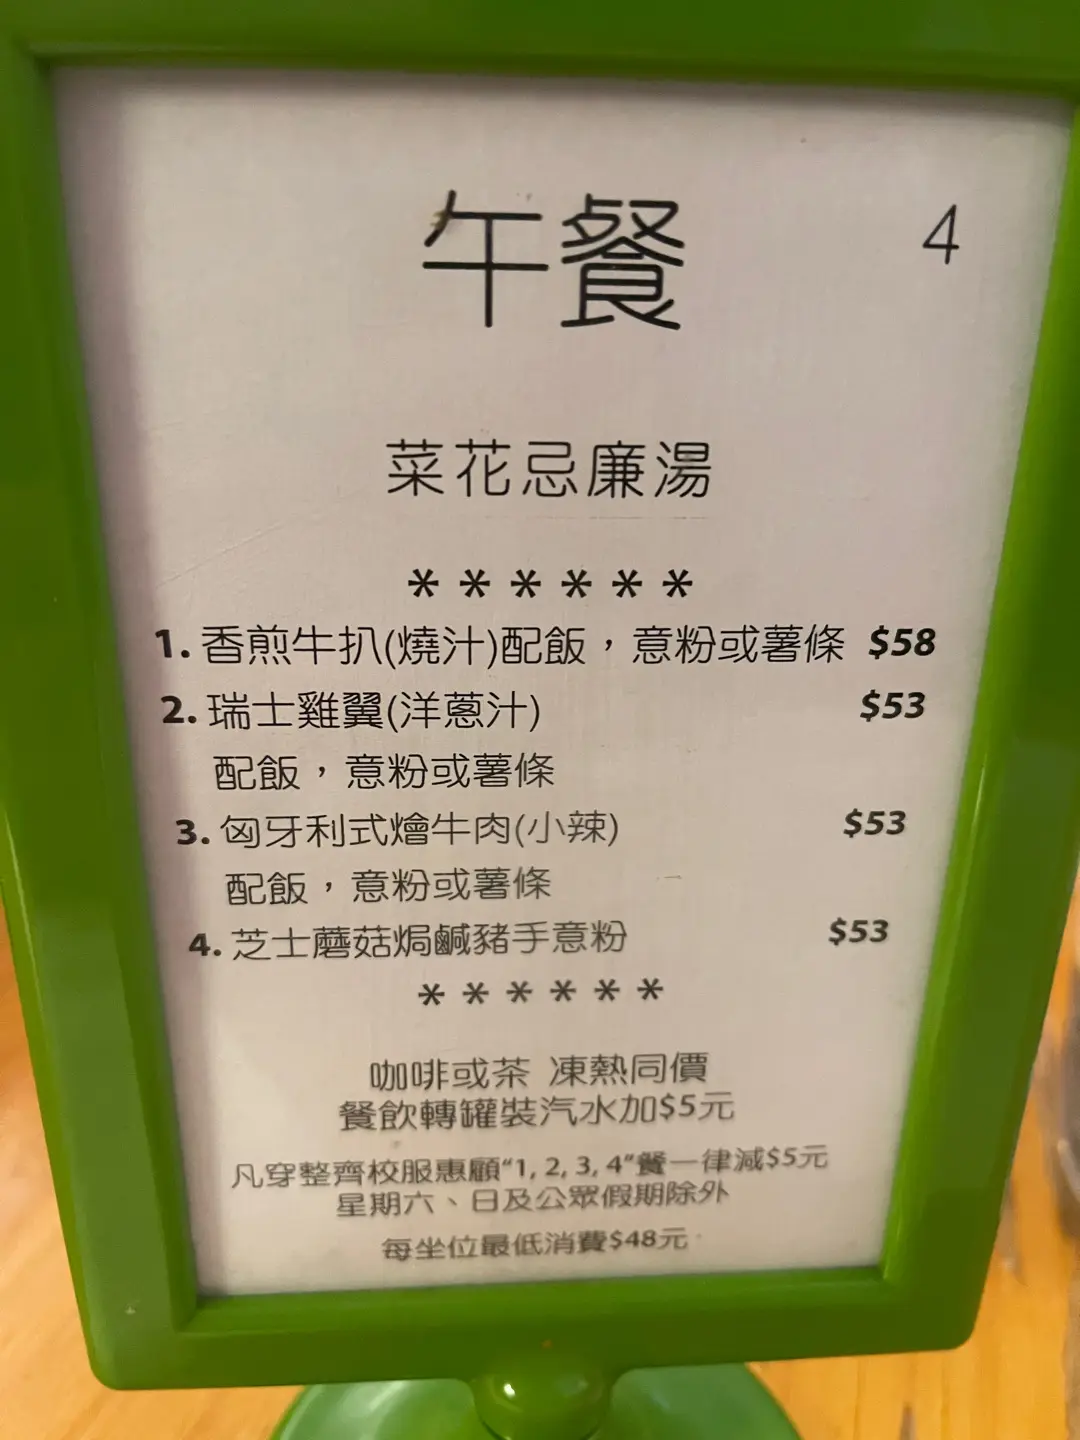 午餐
4
菜花忌廉湯
******
1. 香煎牛扒(燒汁)配飯，意粉或薯條 $58
2. 瑞士雞翼(洋蔥汁) $53
配飯，意粉或薯條
3. 匈牙利式燴牛肉(小辣) $53
配飯，意粉或薯條
4. 芝士蘑菇焗鹹豬手意粉 $53
******
咖啡或茶 凍熱同價
餐飲轉罐裝汽水加$5元
凡穿整齊校服惠顧“1, 2, 3, 4”餐一律減$5元
星期六、日及公眾假期除外
每坐位最低消費$48元